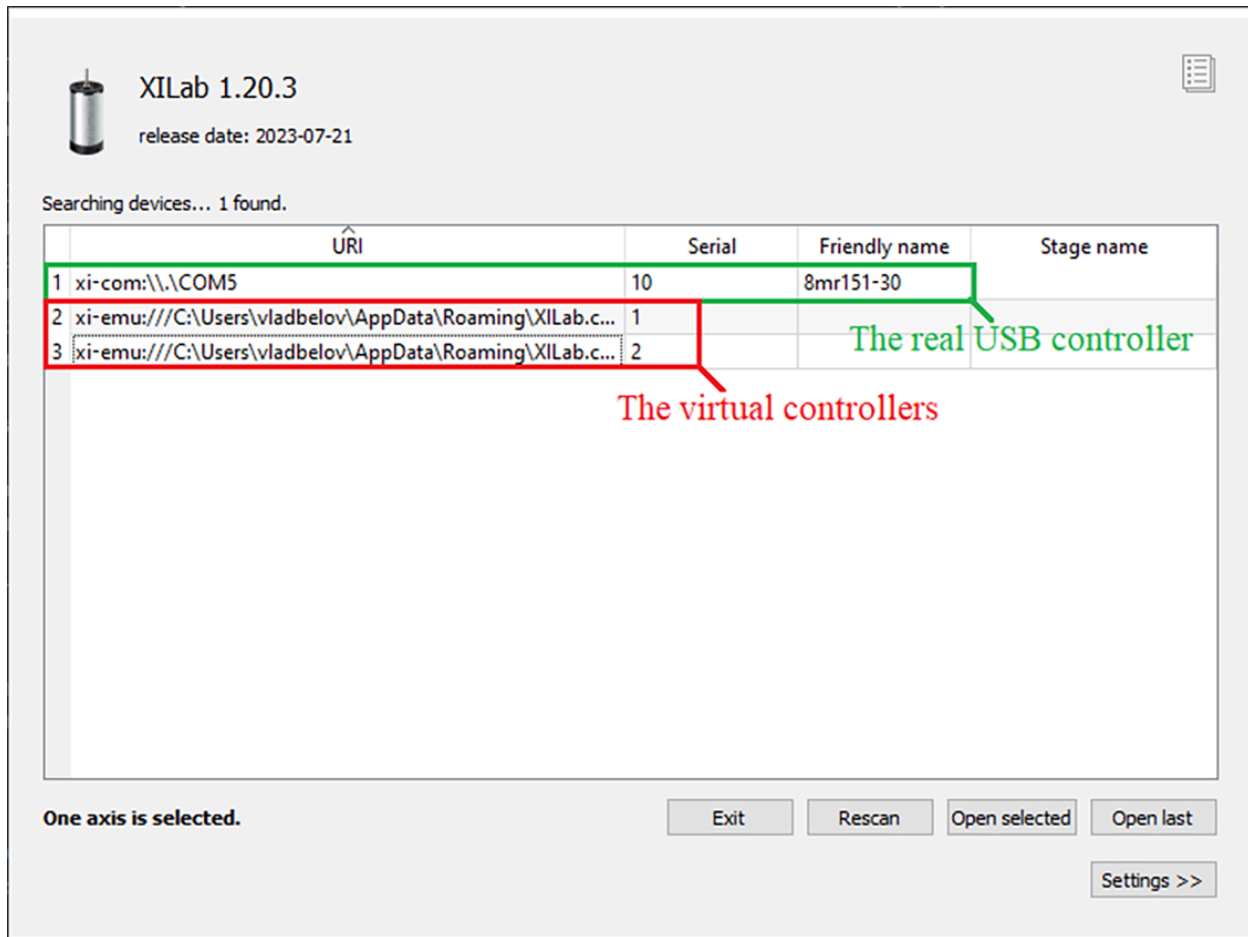 XILab 1.20.3
release date: 2023-07-21
Searching devices... 1 found.
URI Serial Friendly name Stage name
1 xi-com:\\.\COM5 10 8mr151-30
2 xi-emu:///C:\Users\vladbelov\AppData\Roaming\XILab.c... 1
3 xi-emu:///C:\Users\vladbelov\AppData\Roaming\XILab.c... 2
The real USB controller
The virtual controllers
One axis is selected.
Exit Rescan Open selected Open last
Settings >>